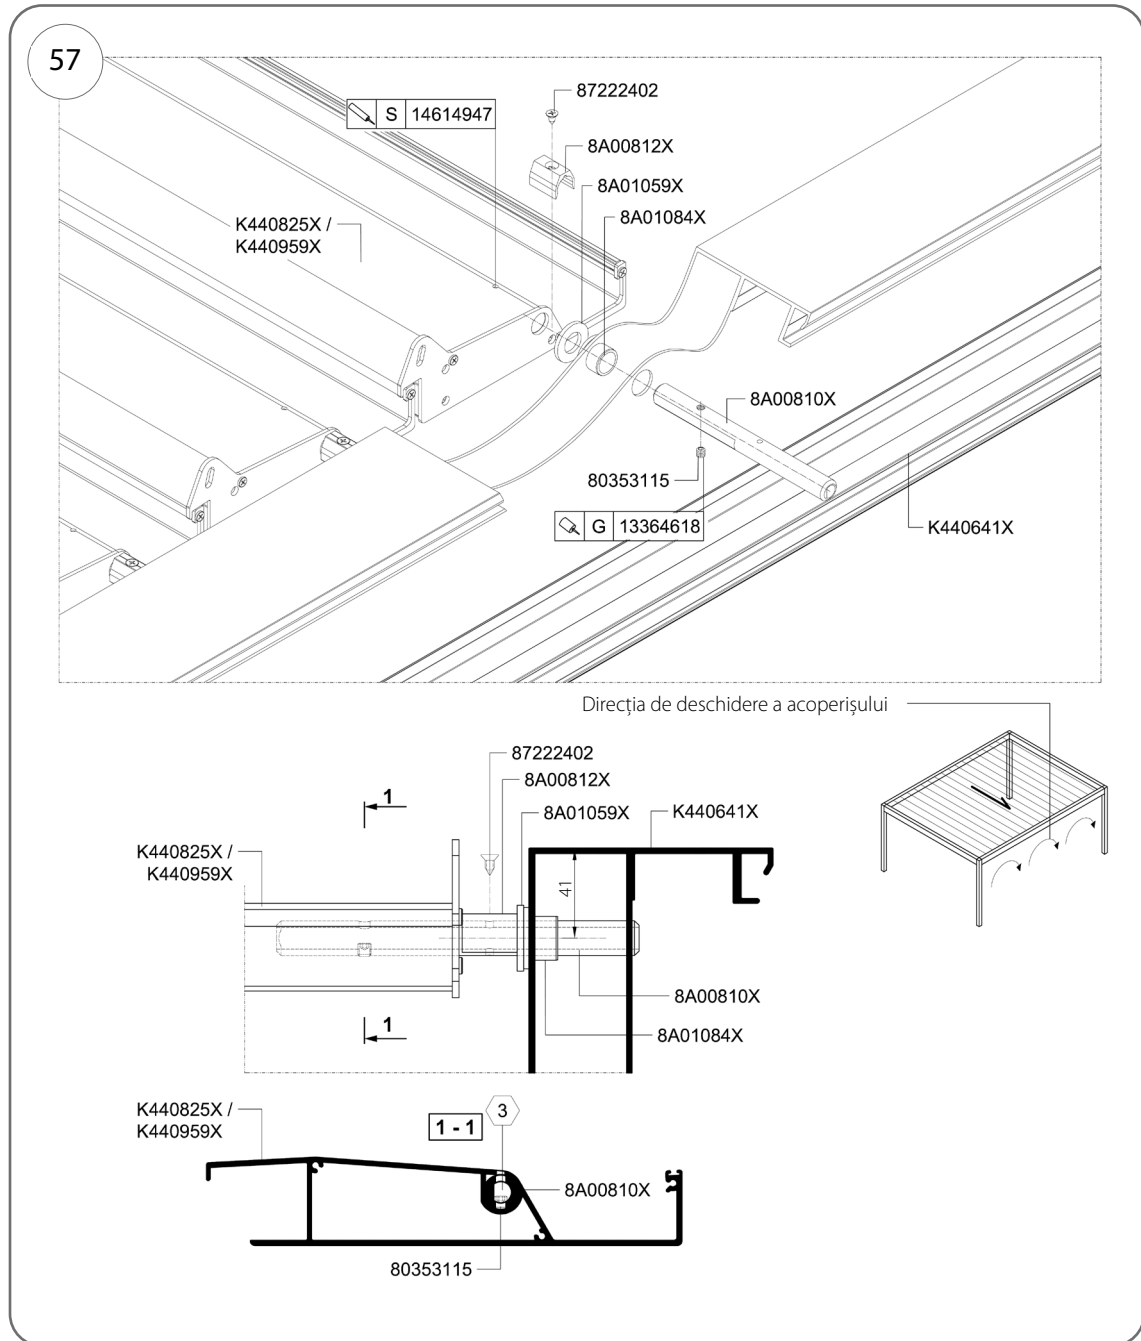 57
87222402
S 14614947
8A00812X
8A01059X
8A01084X
K440825X /
K440959X
8A00810X
80353115
G 13364618
K440641X
Direcția de deschidere a acoperișului
87222402
8A00812X
1
8A01059X
K440641X
K440825X /
K440959X
41
8A00810X
1
8A01084X
K440825X /
K440959X
1 - 1
3
8A00810X
80353115